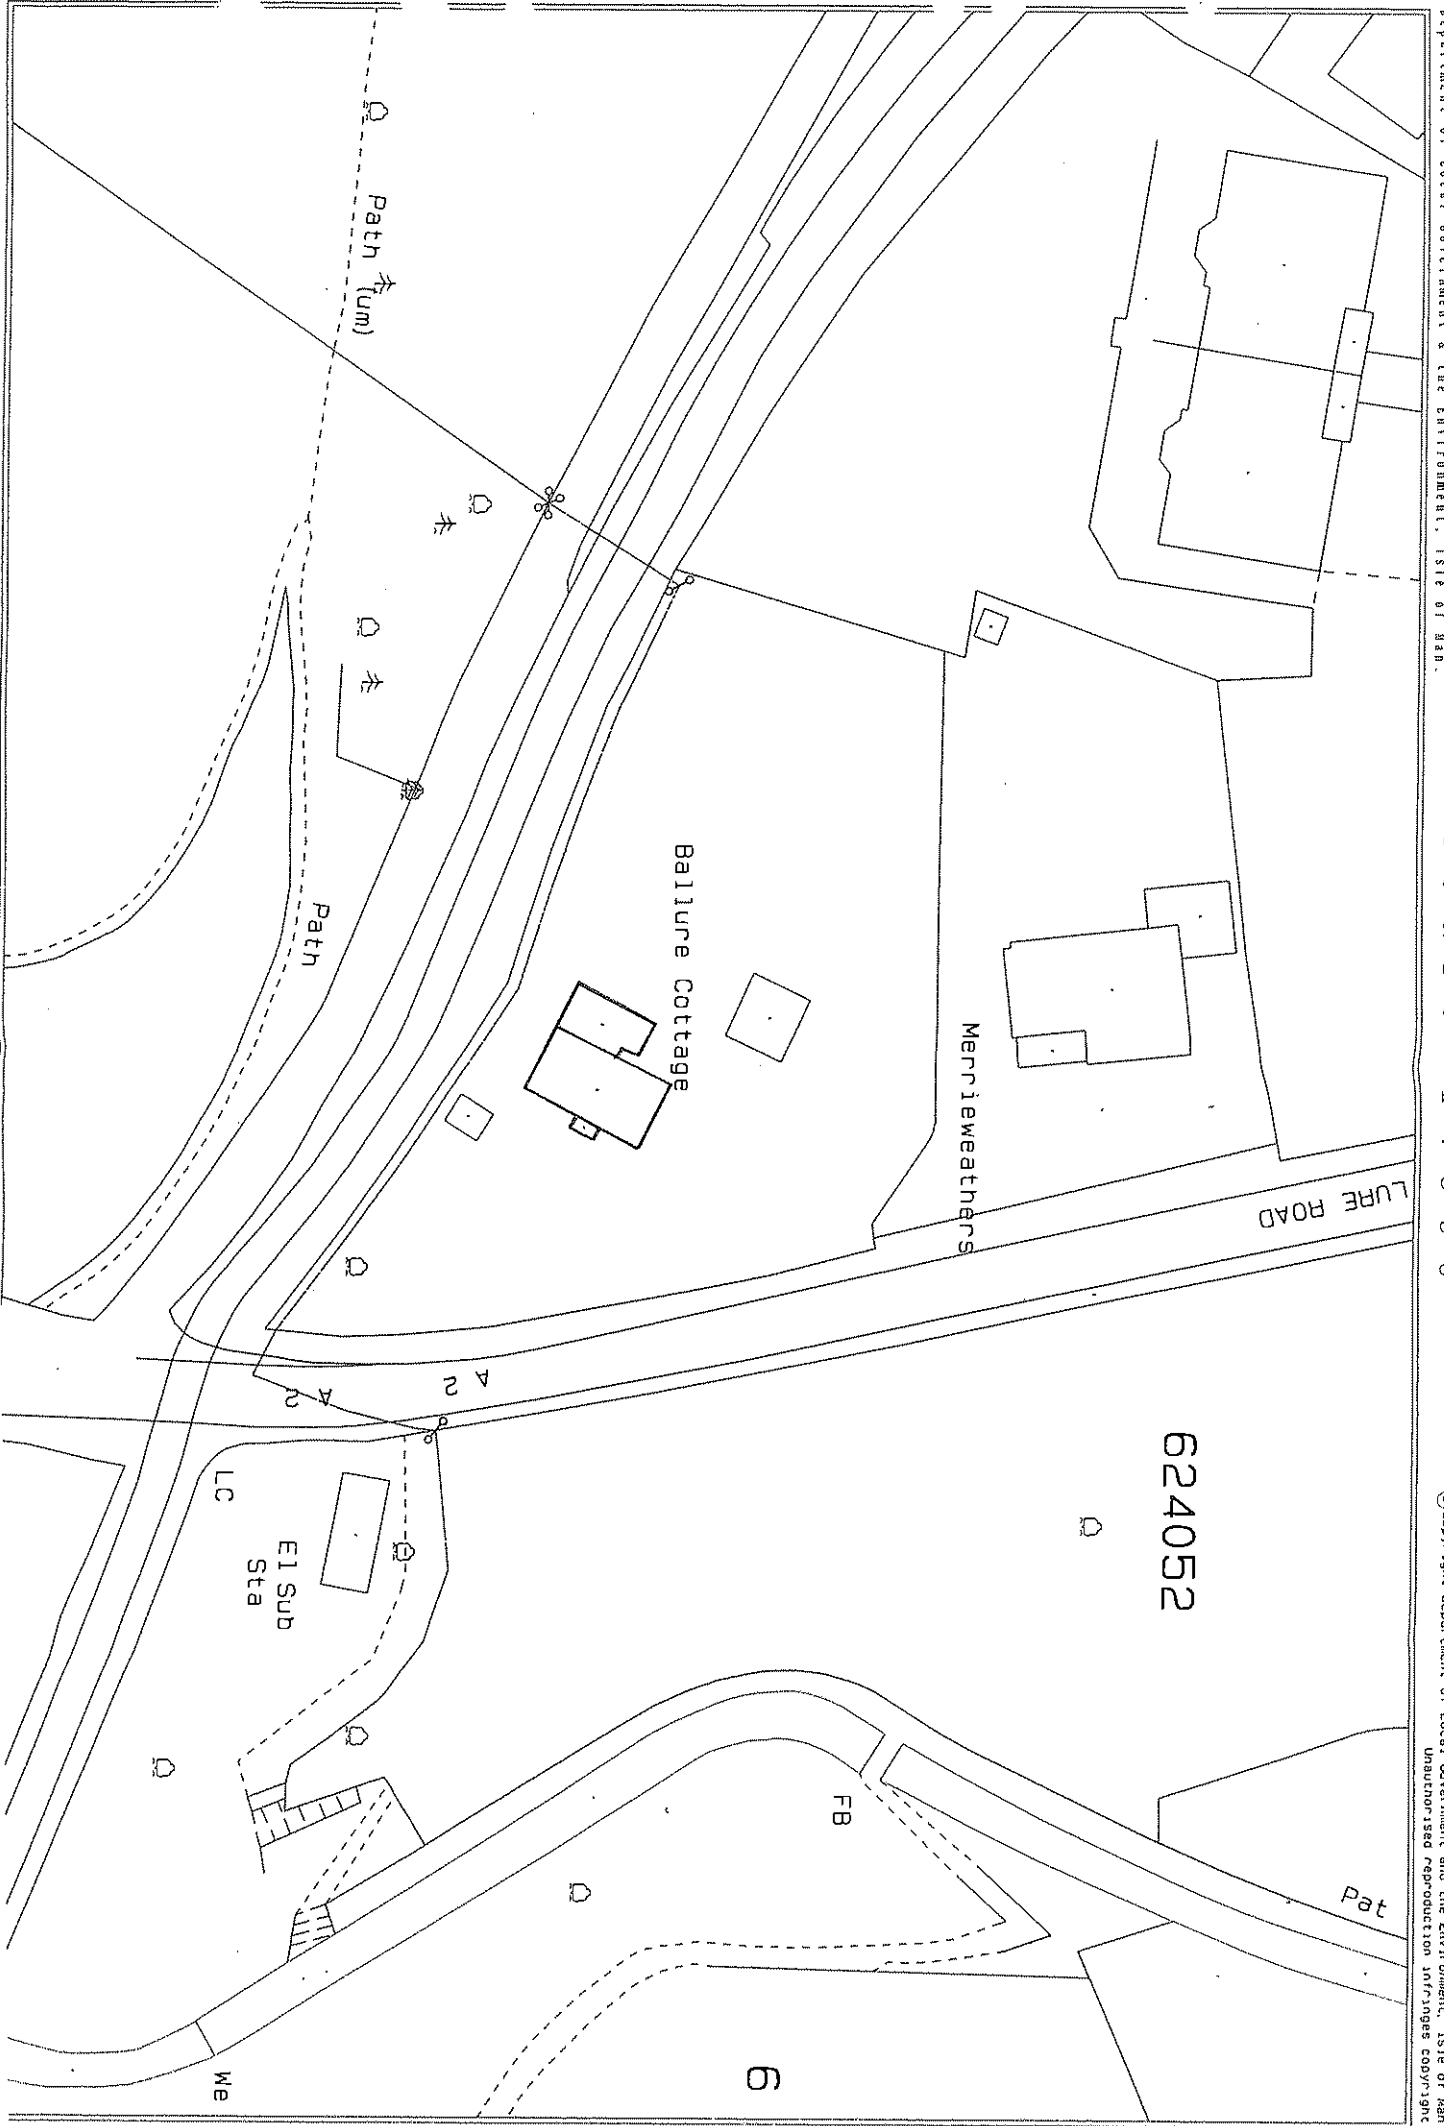 Path (um)
Path
Ballure Cottage
Merrieweathers
LURE ROAD
A 2
A 2
LC
El Sub
Sta
624052
FB
Pat
We
6
Unauthorised reproduction infringes copyright